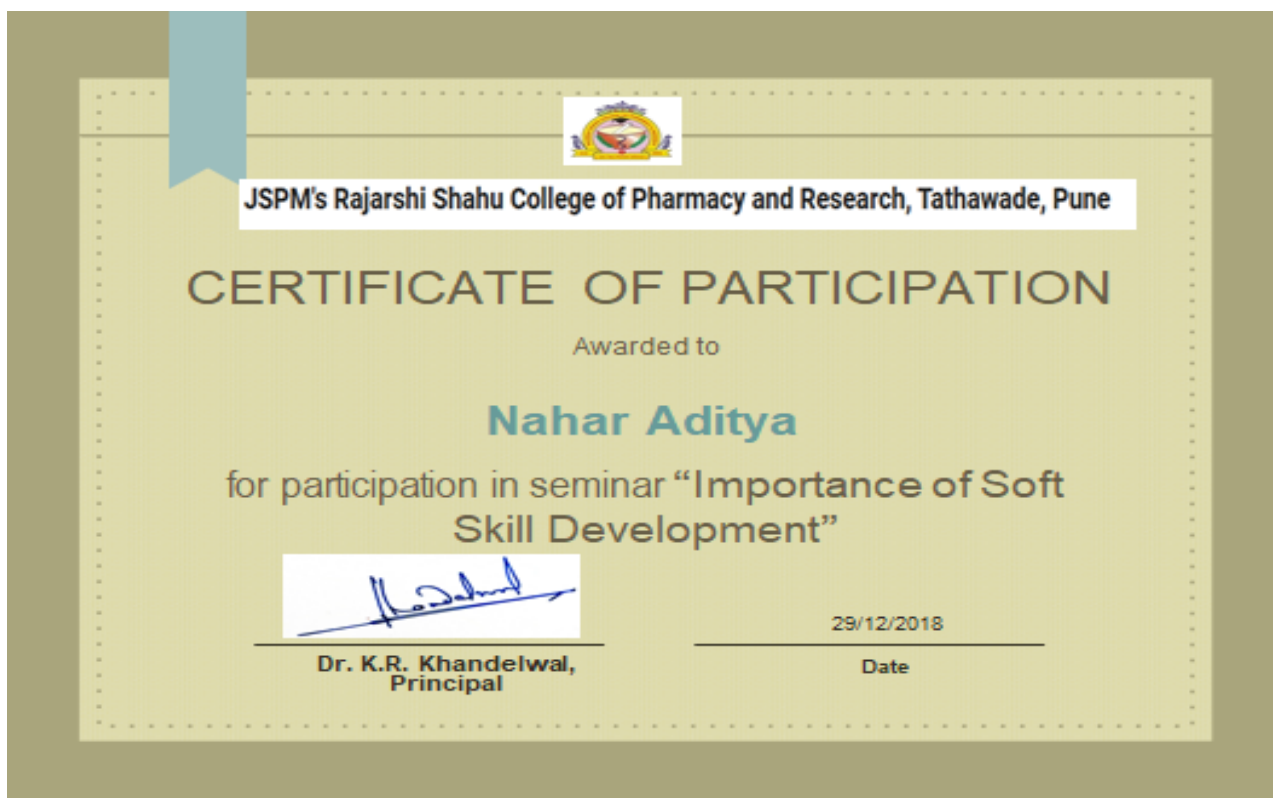 JSPM's Rajarshi Shahu College of Pharmacy and Research, Tathawade, Pune
CERTIFICATE OF PARTICIPATION
Awarded to
Nahar Aditya
for participation in seminar “Importance of Soft
Skill Development”
29/12/2018
Dr. K.R. Khandelwal,
Principal
Date